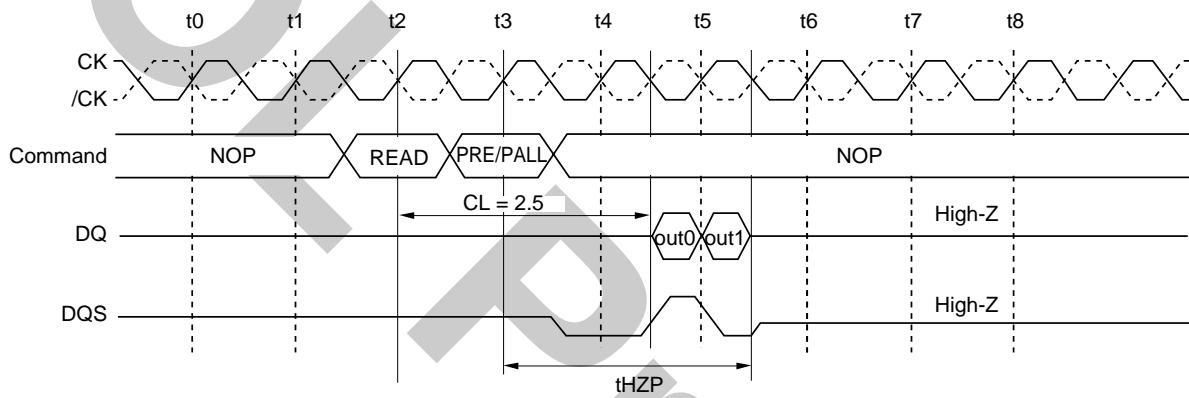 t0 t1 t2 t3 t4 t5 t6 t7 t8
CK
/CK
Command NOP READ PRE/PALL NOP
CL = 2.5
DQ out0 out1 High-Z
DQS High-Z
tHZP